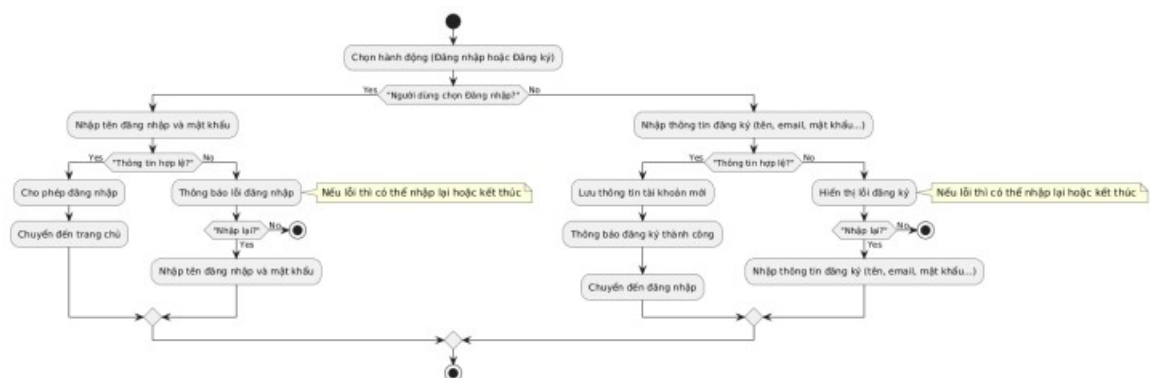 Chọn hành động (Đăng nhập hoặc Đăng ký)
Yes
"Người dùng chọn Đăng nhập?"
No
Nhập tên đăng nhập và mật khẩu
Yes
"Thông tin hợp lệ?"
No
Cho phép đăng nhập
Chuyển đến trang chủ
Thông báo lỗi đăng nhập
Nếu lỗi thì có thể nhập lại hoặc kết thúc
"Nhập lại?"
No
Yes
Nhập tên đăng nhập và mật khẩu
Nhập thông tin đăng ký (tên, email, mật khẩu...)
Yes
"Thông tin hợp lệ?"
No
Lưu thông tin tài khoản mới
Thông báo đăng ký thành công
Chuyển đến đăng nhập
Hiển thị lỗi đăng ký
Nếu lỗi thì có thể nhập lại hoặc kết thúc
"Nhập lại?"
No
Yes
Nhập thông tin đăng ký (tên, email, mật khẩu...)